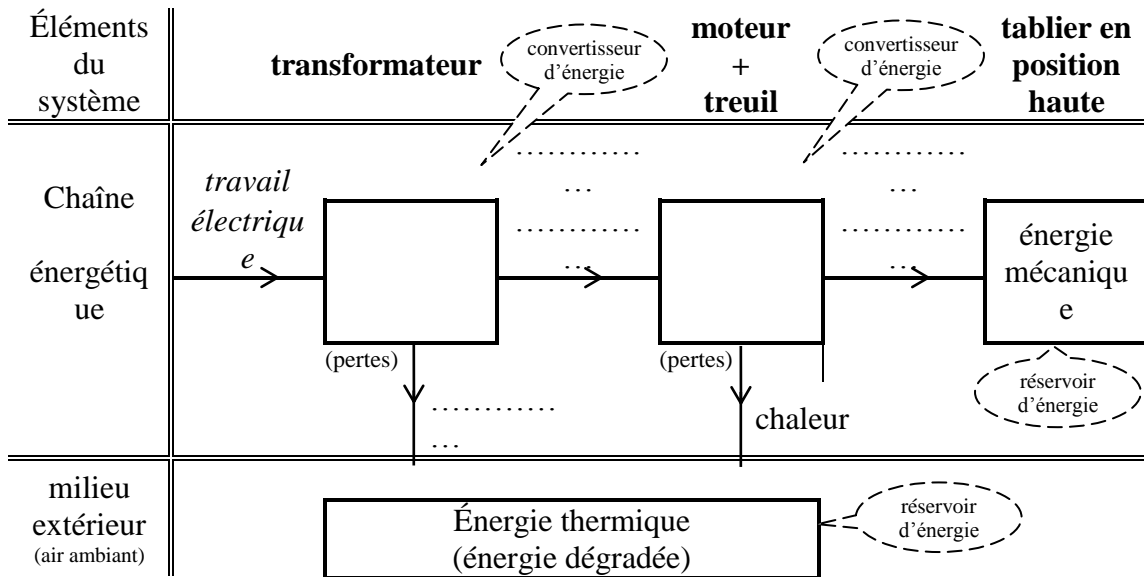 Éléments
du
système
transformateur
convertisseur
d’énergie
moteur
+
treuil
convertisseur
d’énergie
tablier en
position
haute
Chaîne
énergétiq
ue
travail
électriqu
e
…………
…
…………
…
…………
…
…………
…
énergie
mécaniqu
e
(pertes)
…………
…
(pertes)
chaleur
réservoir
d’énergie
milieu
extérieur
(air ambiant)
Énergie thermique
(énergie dégradée)
réservoir
d’énergie